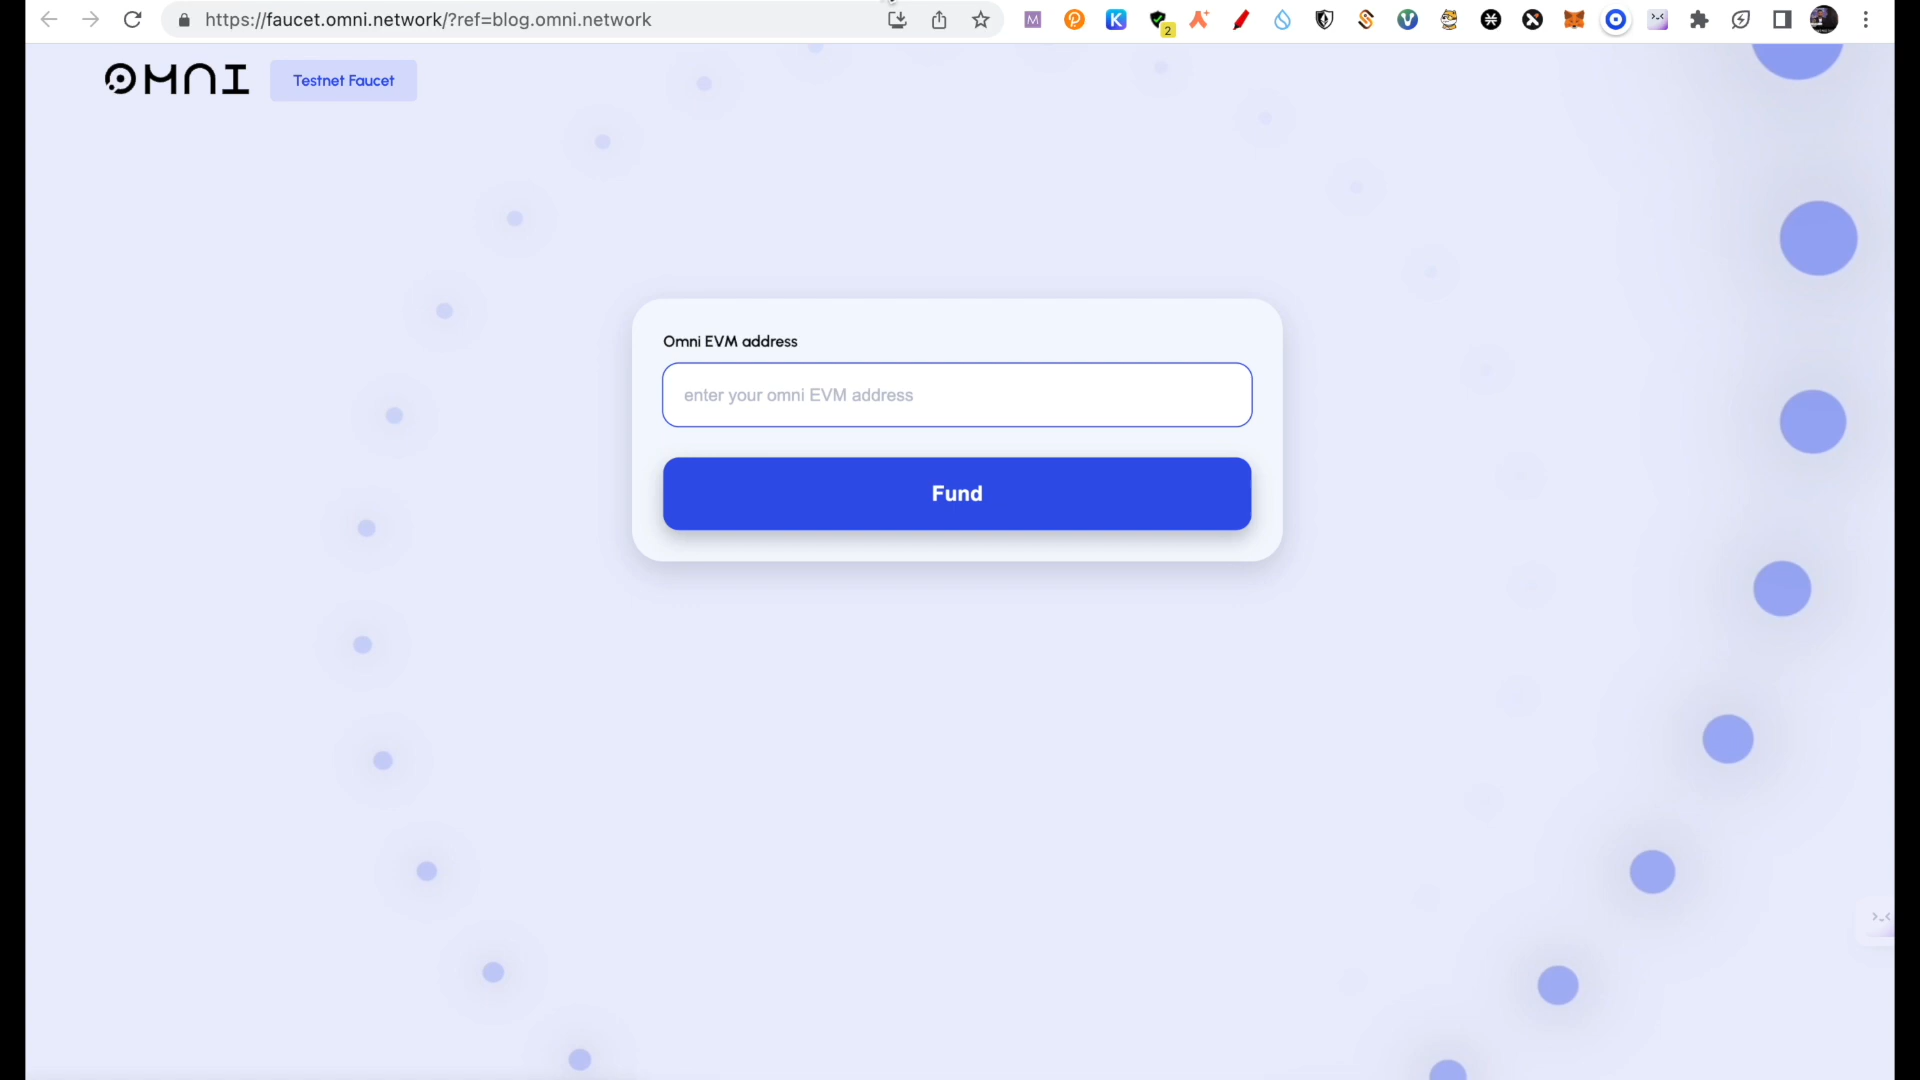 https://faucet.omni.network/?ref=blog.omni.network
M
K
2
V
OMNI
Testnet Faucet
Omni EVM address
enter your omni EVM address
Fund